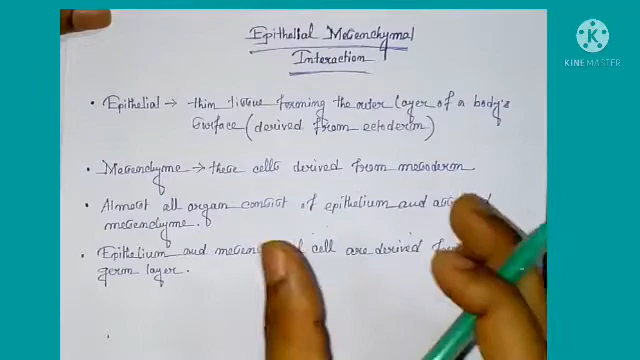 Epithelial Mesenchymal
Interaction
• Epithelial → thin tissue forming the outer layer of a body's
surface (derived from ectoderm)
• Mesenchyme → these cells derived from mesoderm.
• Almost all organ consist of epithelium and
mesenchyme.
• Epithelium and cell are derived
germ layer.
K
KINEMASTER